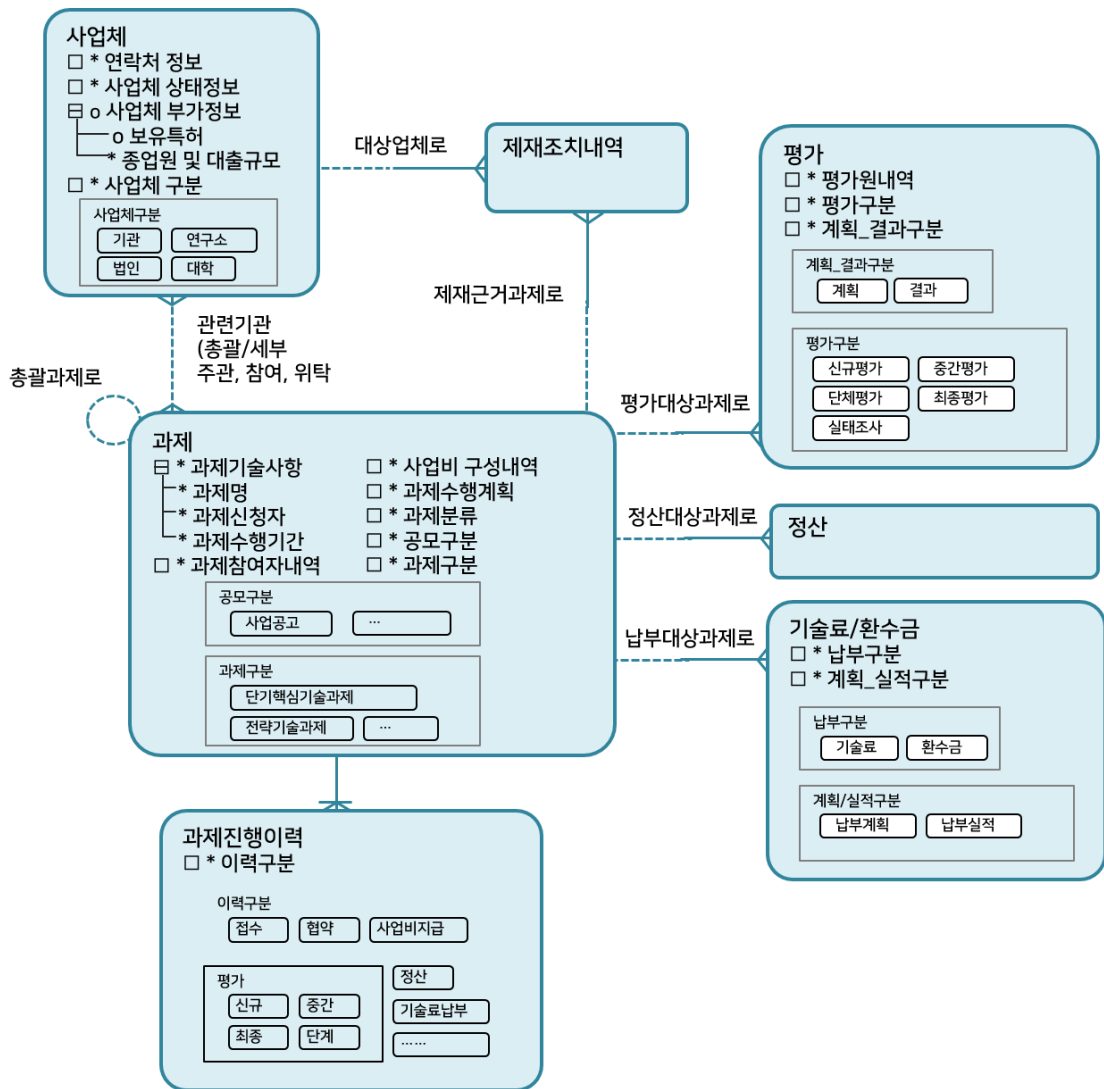 사업체
□ * 연락처 정보
□ * 사업체 상태정보
⊟ o 사업체 부가정보
o 보유특허
* 종업원 및 대출규모
□ * 사업체 구분
사업체구분
기관 연구소
법인 대학
대상업체로
제재조치내역
평가
□ * 평가원내역
□ * 평가구분
□ * 계획_결과구분
계획_결과구분
계획 결과
평가구분
신규평가 중간평가
단체평가 최종평가
실태조사
제재근거과제로
관련기관
(총괄/세부
주관, 참여, 위탁
총괄과제로
평가대상과제로
과제
⊟ * 과제기술사항
* 과제명
* 과제신청자
* 과제수행기간
□ * 과제참여자내역
□ * 사업비 구성내역
□ * 과제수행계획
□ * 과제분류
□ * 공모구분
□ * 과제구분
공모구분
사업공고 …
과제구분
단기핵심기술과제
전략기술과제 …
정산대상과제로
정산
납부대상과제로
기술료/환수금
□ * 납부구분
□ * 계획_실적구분
납부구분
기술료 환수금
계획/실적구분
납부계획 납부실적
과제진행이력
□ * 이력구분
이력구분
접수 협약 사업비지급
평가
신규 중간
최종 단계
정산
기술료납부
……